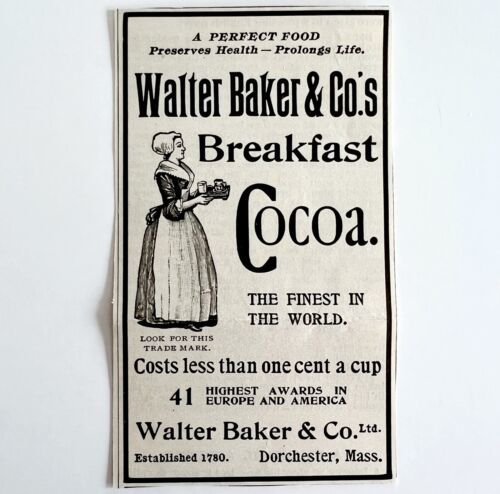 A PERFECT FOOD
Preserves Health — Prolongs Life.
Walter Baker & Co.'s
Breakfast
Cocoa.
THE FINEST IN
THE WORLD.
LOOK FOR THIS
TRADE MARK.
Costs less than one cent a cup
41 HIGHEST AWARDS IN
EUROPE AND AMERICA
Walter Baker & Co. Ltd.
Established 1780. Dorchester, Mass.